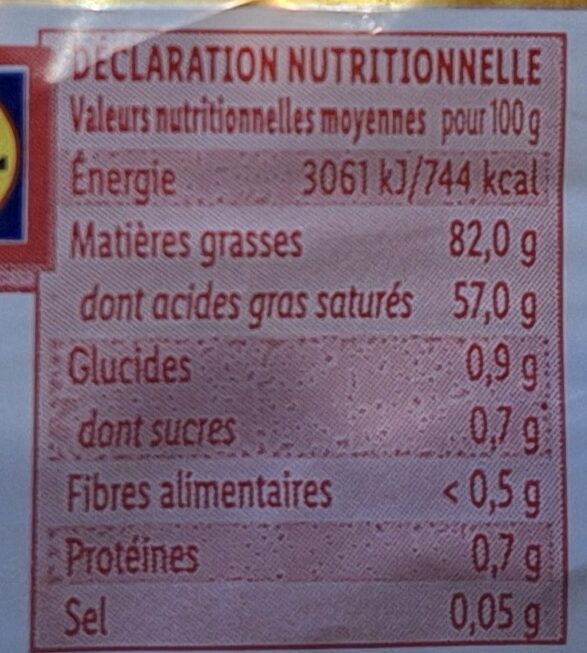 DÉCLARATION NUTRITIONNELLE
Valeurs nutritionnelles moyennes pour 100 g
Énergie 3061 kJ/744 kcal
Matières grasses 82,0 g
dont acides gras saturés 57,0 g
Glucides 0,9 g
dont sucres 0,7 g
Fibres alimentaires < 0,5 g
Protéines 0,7 g
Sel 0,05 g